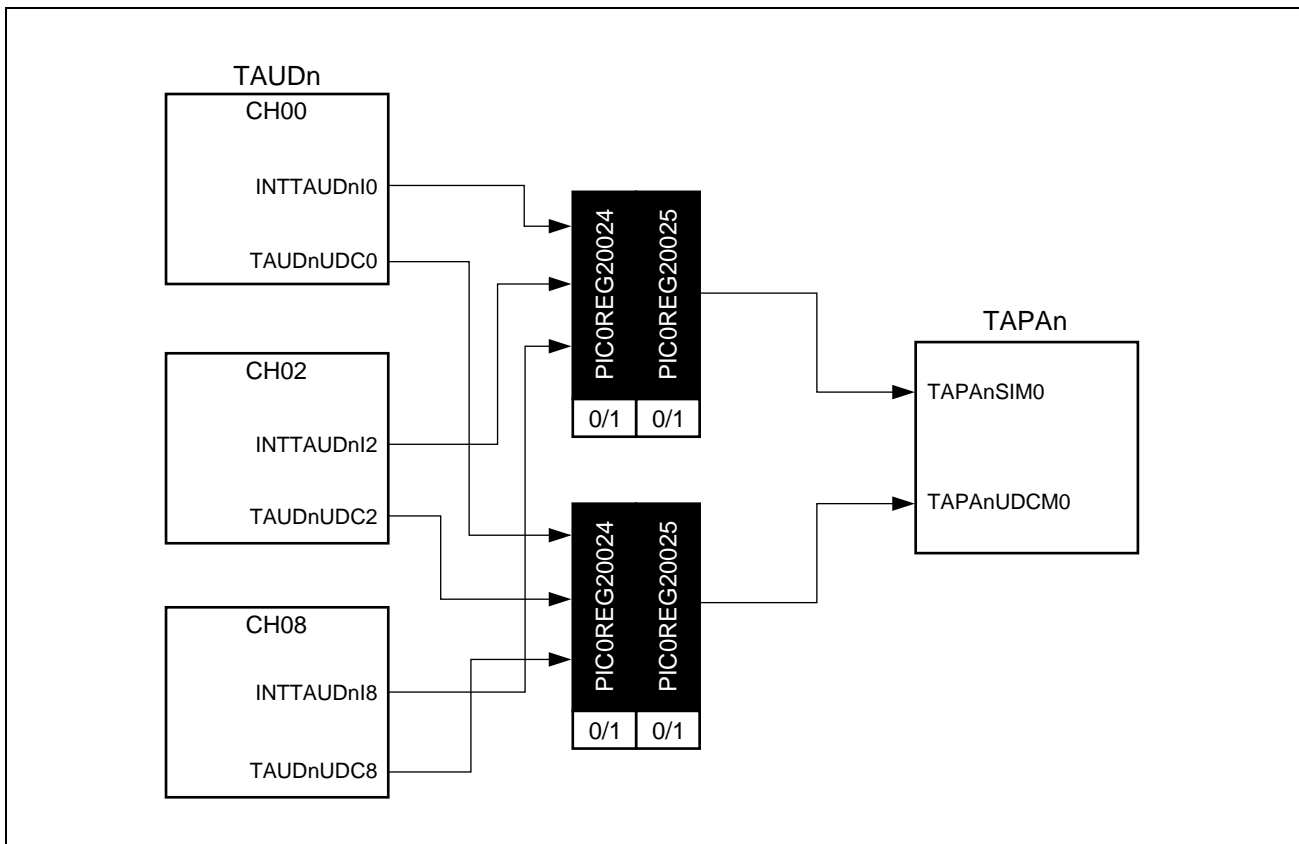 TAUDn
CH00
INTTAUDnI0
TAUDnUDC0
CH02
INTTAUDnI2
TAUDnUDC2
CH08
INTTAUDnI8
TAUDnUDC8
PIC0REG20024
PIC0REG20025
0/1
0/1
PIC0REG20024
PIC0REG20025
0/1
0/1
TAPAn
TAPAnSIM0
TAPAnUDCM0